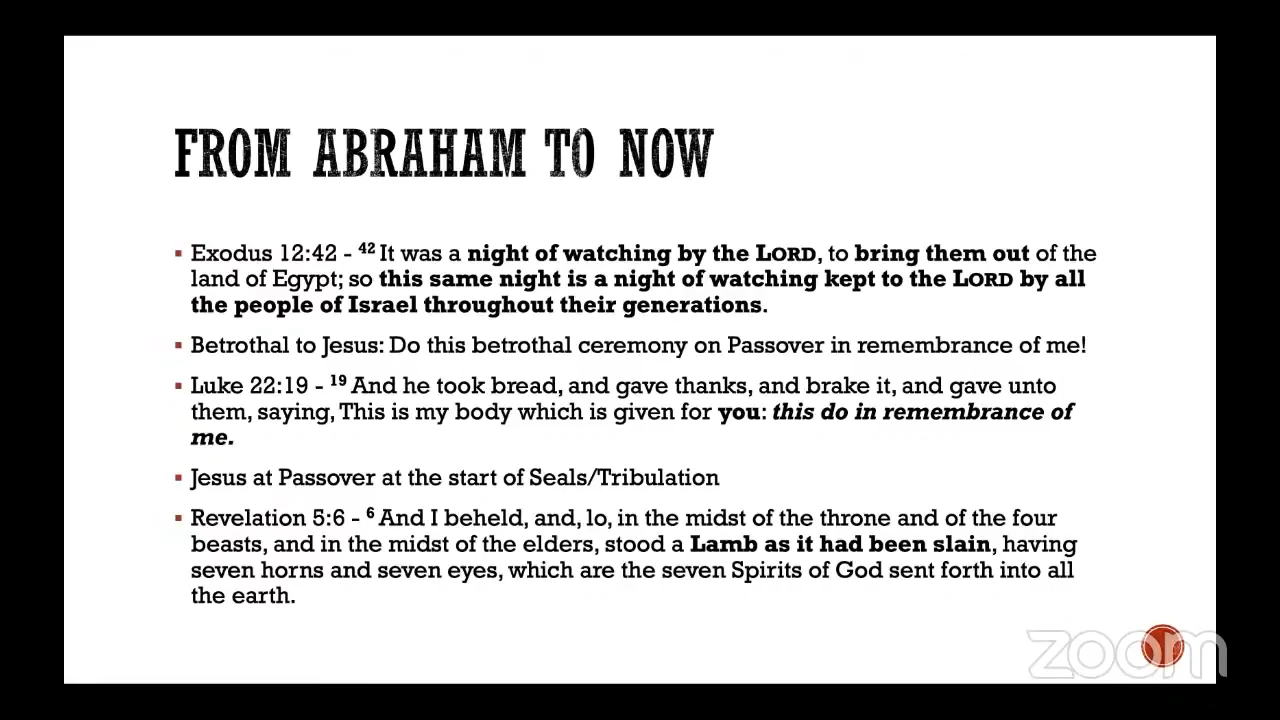 FROM ABRAHAM TO NOW
▪ Exodus 12:42 - ⁴² It was a night of watching by the LORD, to bring them out of the
land of Egypt; so this same night is a night of watching kept to the LORD by all
the people of Israel throughout their generations.
▪ Betrothal to Jesus: Do this betrothal ceremony on Passover in remembrance of me!
▪ Luke 22:19 - ¹⁹ And he took bread, and gave thanks, and brake it, and gave unto
them, saying, This is my body which is given for you: this do in remembrance of
me.
▪ Jesus at Passover at the start of Seals/Tribulation
▪ Revelation 5:6 - ⁶ And I beheld, and, lo, in the midst of the throne and of the four
beasts, and in the midst of the elders, stood a Lamb as it had been slain, having
seven horns and seven eyes, which are the seven Spirits of God sent forth into all
the earth.
zoom